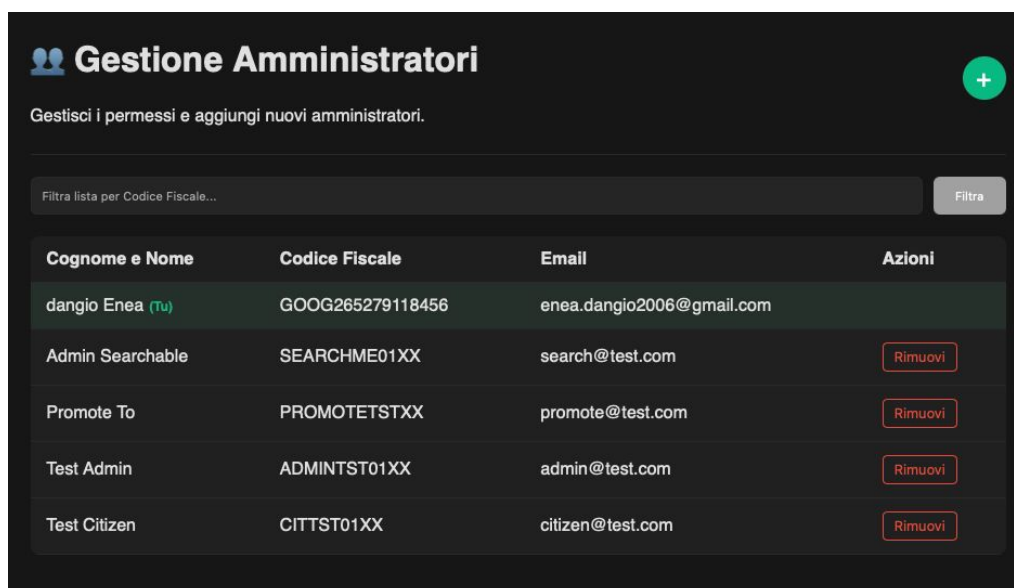 Gestione Amministratori
+
Gestisci i permessi e aggiungi nuovi amministratori.
Filtra lista per Codice Fiscale... Filtra
Cognome e Nome Codice Fiscale Email Azioni
dangio Enea (Tu) GOOG265279118456 enea.dangio2006@gmail.com
Admin Searchable SEARCHME01XX search@test.com Rimuovi
Promote To PROMOTETSTXX promote@test.com Rimuovi
Test Admin ADMINTST01XX admin@test.com Rimuovi
Test Citizen CITTST01XX citizen@test.com Rimuovi